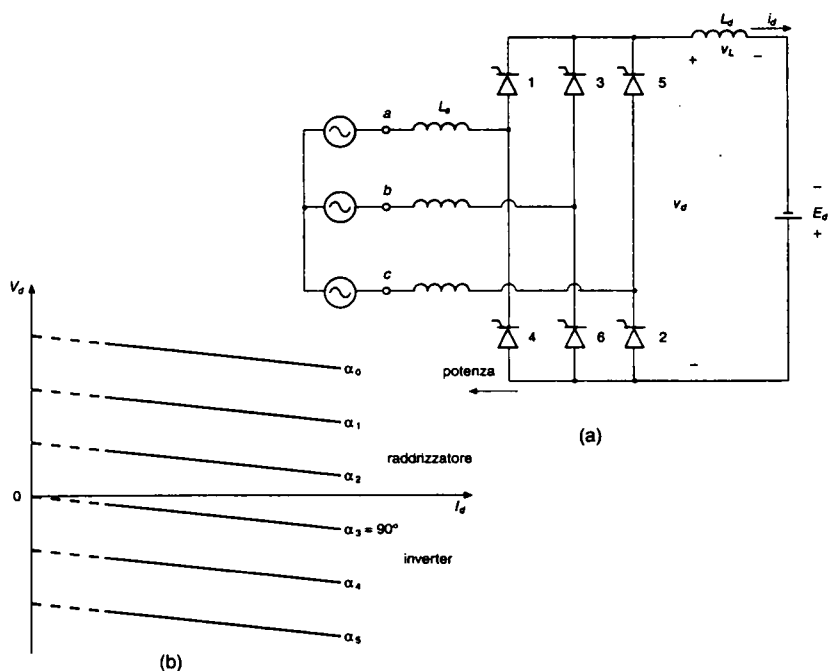 L_d
i_d
+ v_L −
1
3
5
a
L_s
b
v_d
−
E_d
+
c
4
6
2
−
potenza
(a)
V_d
α_0
α_1
α_2
raddrizzatore
0
I_d
α_3 = 90°
inverter
α_4
α_5
(b)